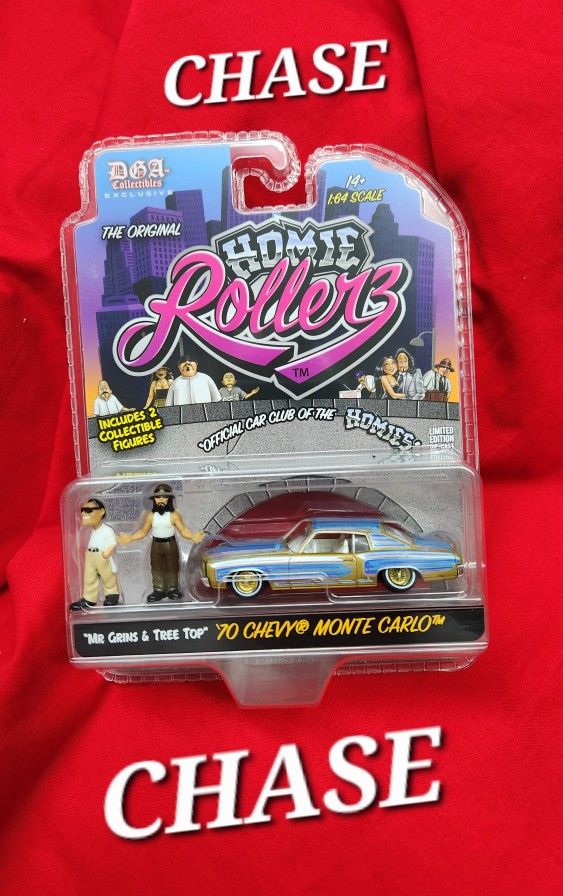 CHASE
DGA
Collectibles
EXCLUSIVE
14+
1:64 SCALE
THE ORIGINAL
HOMIE
Rollerz
TM
INCLUDES 2
COLLECTIBLE
FIGURES
"OFFICIAL CAR CLUB OF THE HOMIES"
LIMITED
EDITION
"MR GRINS & TREE TOP" '70 CHEVY® MONTE CARLO™
CHASE